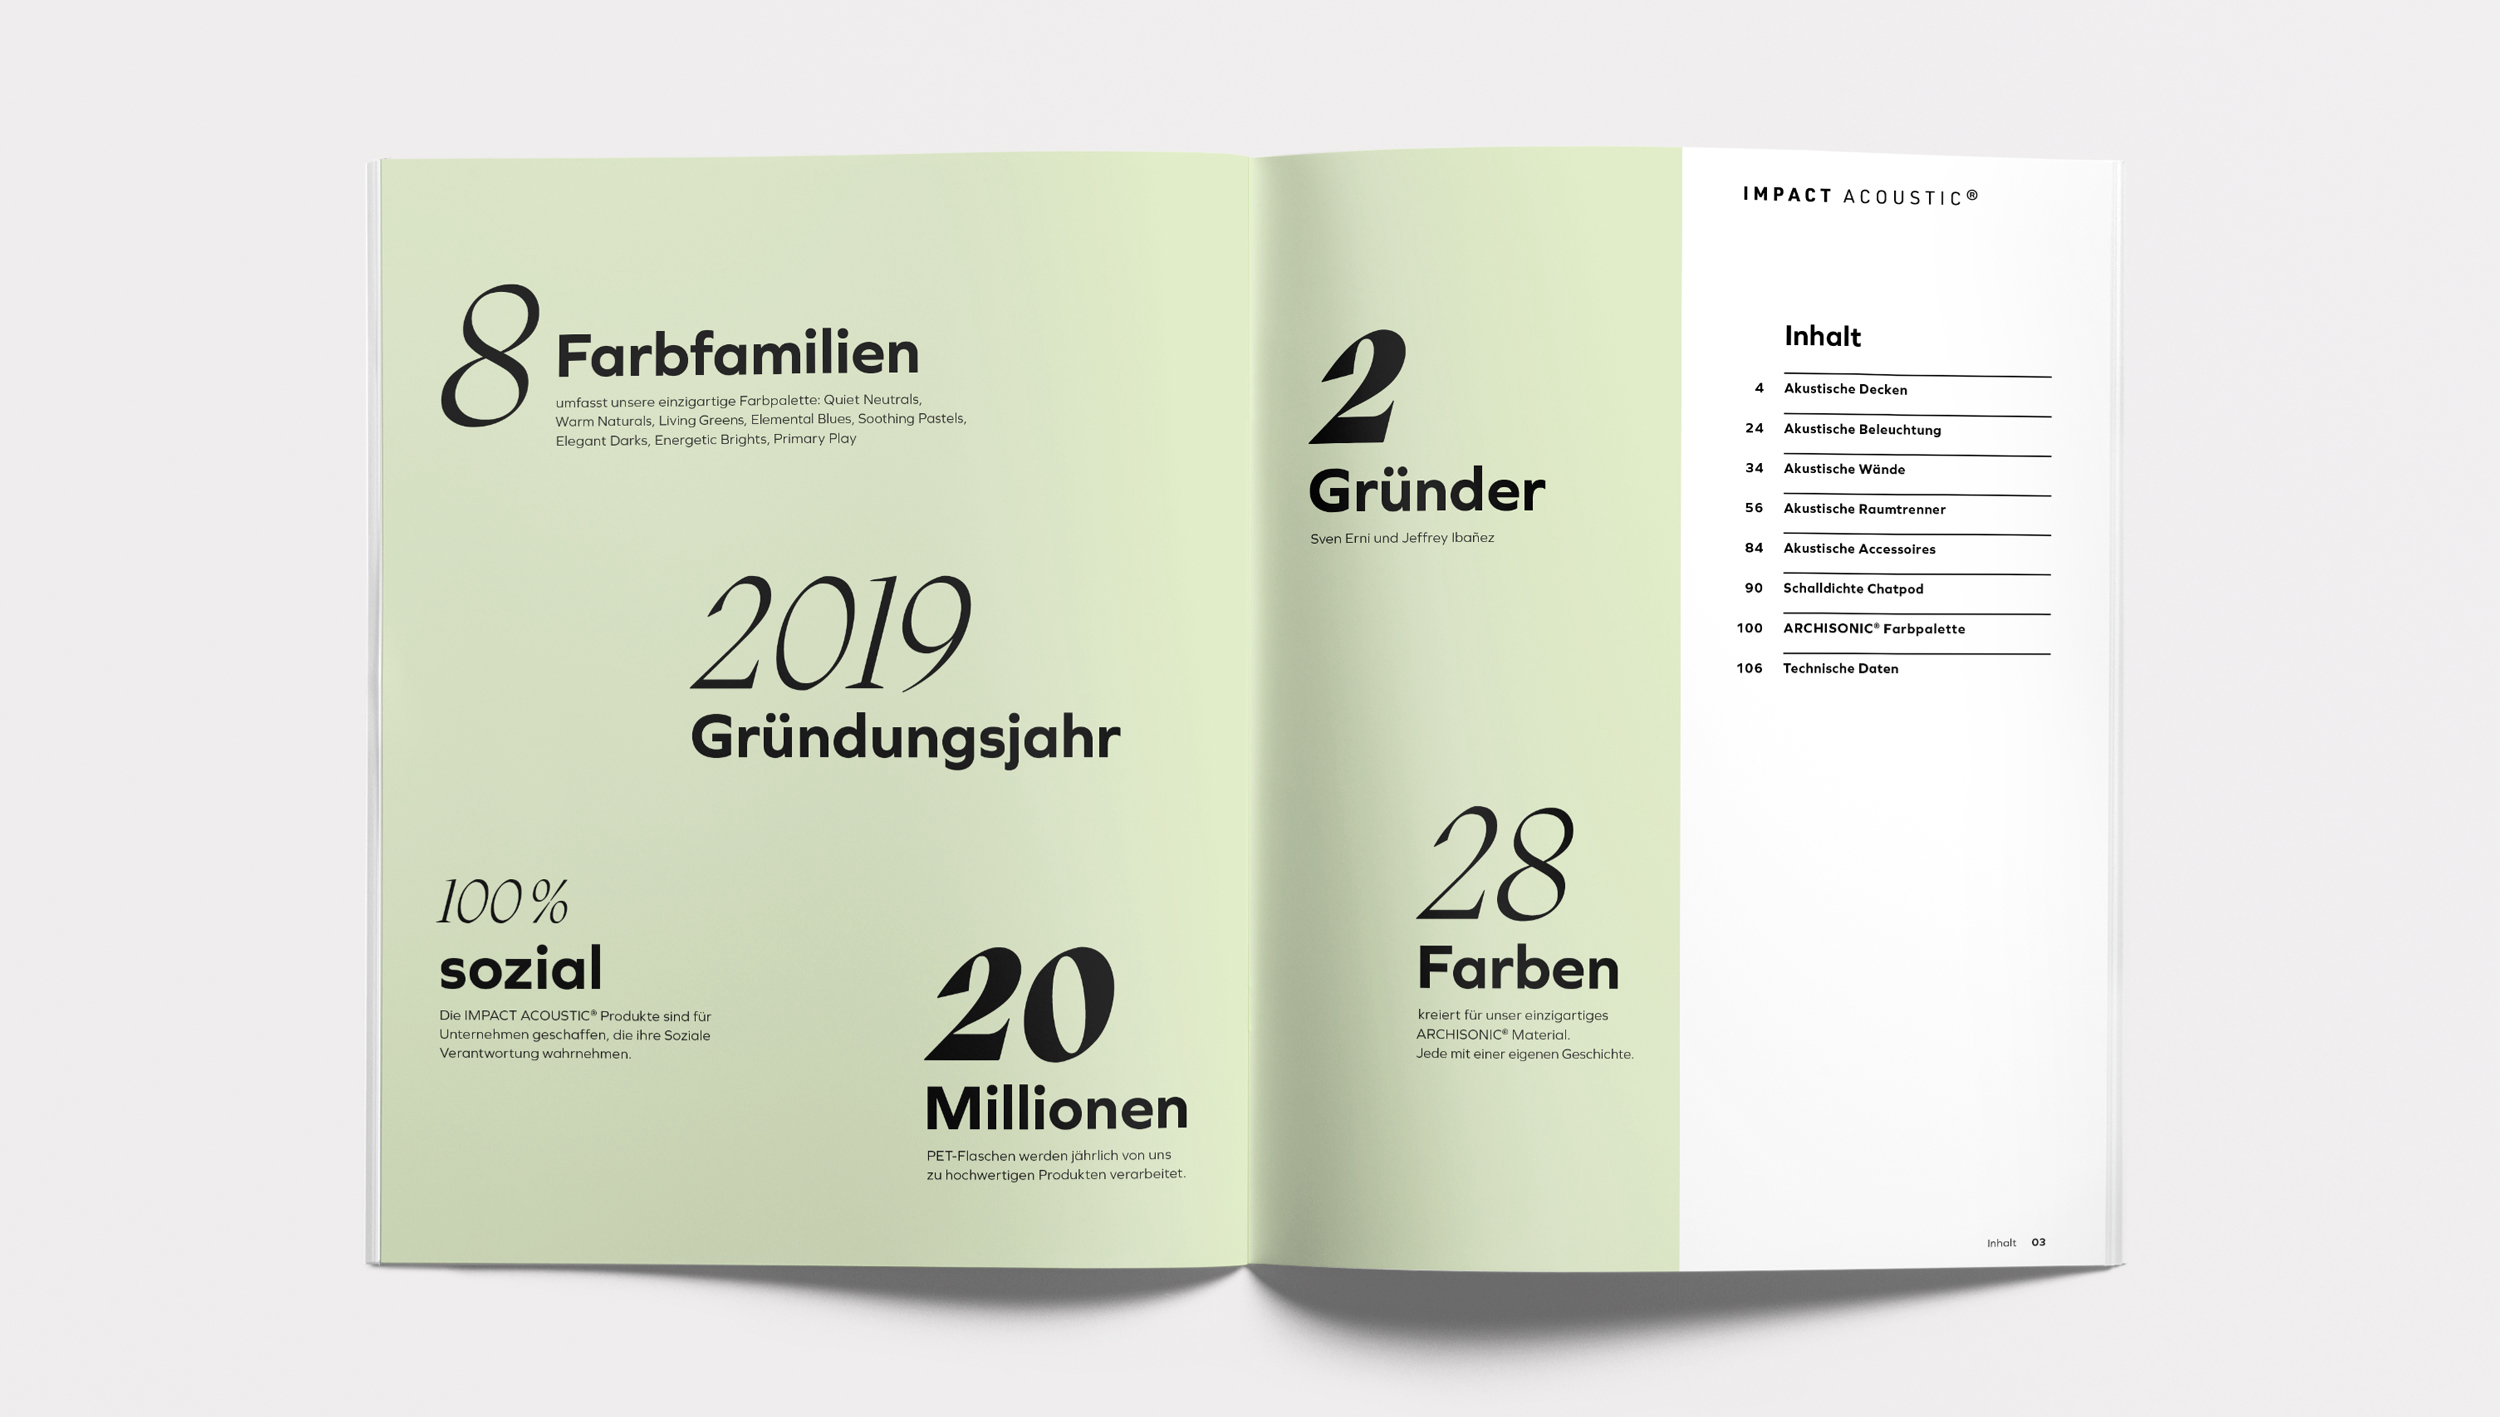 8 Farbfamilien
umfasst unsere einzigartige Farbpalette: Quiet Neutrals,
Warm Naturals, Living Greens, Elemental Blues, Soothing Pastels,
Elegant Darks, Energetic Brights, Primary Play
2019
Gründungsjahr
100%
sozial
Die IMPACT ACOUSTIC® Produkte sind für
Unternehmen geschaffen, die ihre Soziale
Verantwortung wahrnehmen.
20
Millionen
PET-Flaschen werden jährlich von uns
zu hochwertigen Produkten verarbeitet.
2
Gründer
Sven Erni und Jeffrey Ibañez
28
Farben
kreiert für unser einzigartiges
ARCHISONIC® Material.
Jede mit einer eigenen Geschichte.
IMPACT ACOUSTIC®
Inhalt
4 Akustische Decken
24 Akustische Beleuchtung
34 Akustische Wände
56 Akustische Raumtrenner
84 Akustische Accessoires
90 Schalldichte Chatpod
100 ARCHISONIC® Farbpalette
106 Technische Daten
Inhalt 03